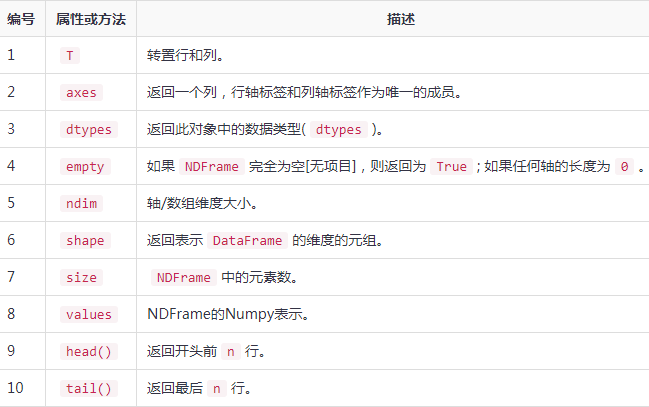 编号 属性或方法 描述
1 T 转置行和列。
2 axes 返回一个列，行轴标签和列轴标签作为唯一的成员。
3 dtypes 返回此对象中的数据类型( dtypes )。
4 empty 如果 NDFrame 完全为空[无项目]，则返回为 True ; 如果任何轴的长度为 0 。
5 ndim 轴/数组维度大小。
6 shape 返回表示 DataFrame 的维度的元组。
7 size NDFrame 中的元素数。
8 values NDFrame的Numpy表示。
9 head() 返回开头前 n 行。
10 tail() 返回最后 n 行。